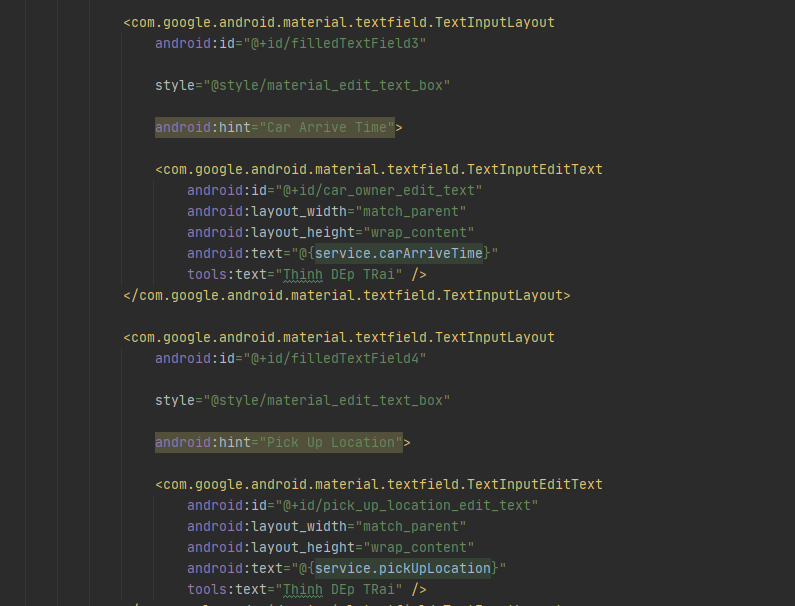 <com.google.android.material.textfield.TextInputLayout
android:id="@+id/filledTextField3"
style="@style/material_edit_text_box"
android:hint="Car Arrive Time">
<com.google.android.material.textfield.TextInputEditText
android:id="@+id/car_owner_edit_text"
android:layout_width="match_parent"
android:layout_height="wrap_content"
android:text="@{service.carArriveTime}"
tools:text="Thinh DEp TRai" />
</com.google.android.material.textfield.TextInputLayout>
<com.google.android.material.textfield.TextInputLayout
android:id="@+id/filledTextField4"
style="@style/material_edit_text_box"
android:hint="Pick Up Location">
<com.google.android.material.textfield.TextInputEditText
android:id="@+id/pick_up_location_edit_text"
android:layout_width="match_parent"
android:layout_height="wrap_content"
android:text="@{service.pickUpLocation}"
tools:text="Thinh DEp TRai" />